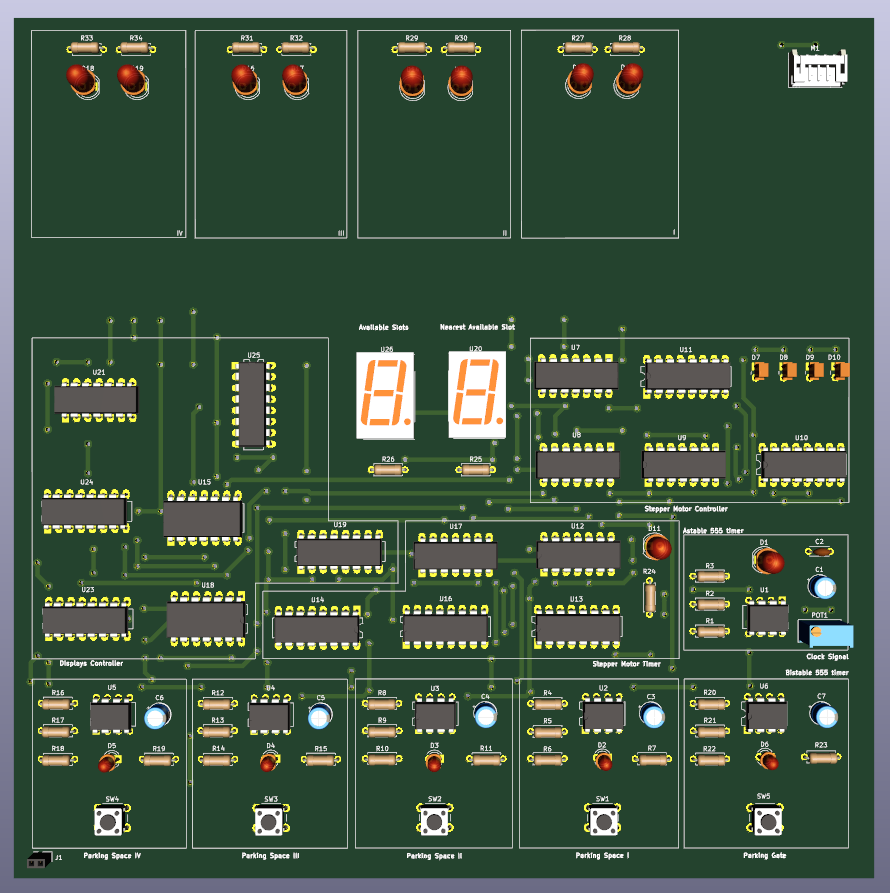 R33 R34 R31 R32 R29 R30 R27 R28 M1
IV III II I
Available Slots Nearest Available Slot
U26 U20 U7 U11
D7 D8 D9 D10
U25
U21
U8 U9 U10
R26 R25
U24 U15
Stepper Motor Controller
U19 U17 U12 D11
Astable 555 timer
D1 C2
R24 R3 C1
U23 U18 U14 U16 U13 R2 U1
POT1
R1
Displays Controller Stepper Motor Timer Clock Signal
Bistable 555 timer
R16 U5 C6 R12 U4 C5 R8 U3 C4 R4 U2 C3 R20 U6 C7
R17 R13 R9 R5 R21
R18 D5 R19 R14 D4 R15 R10 D3 R11 R6 D2 R7 R22 D6 R23
SW4 SW3 SW2 SW1 SW5
J1 Parking Space IV Parking Space III Parking Space II Parking Space I Parking Gate